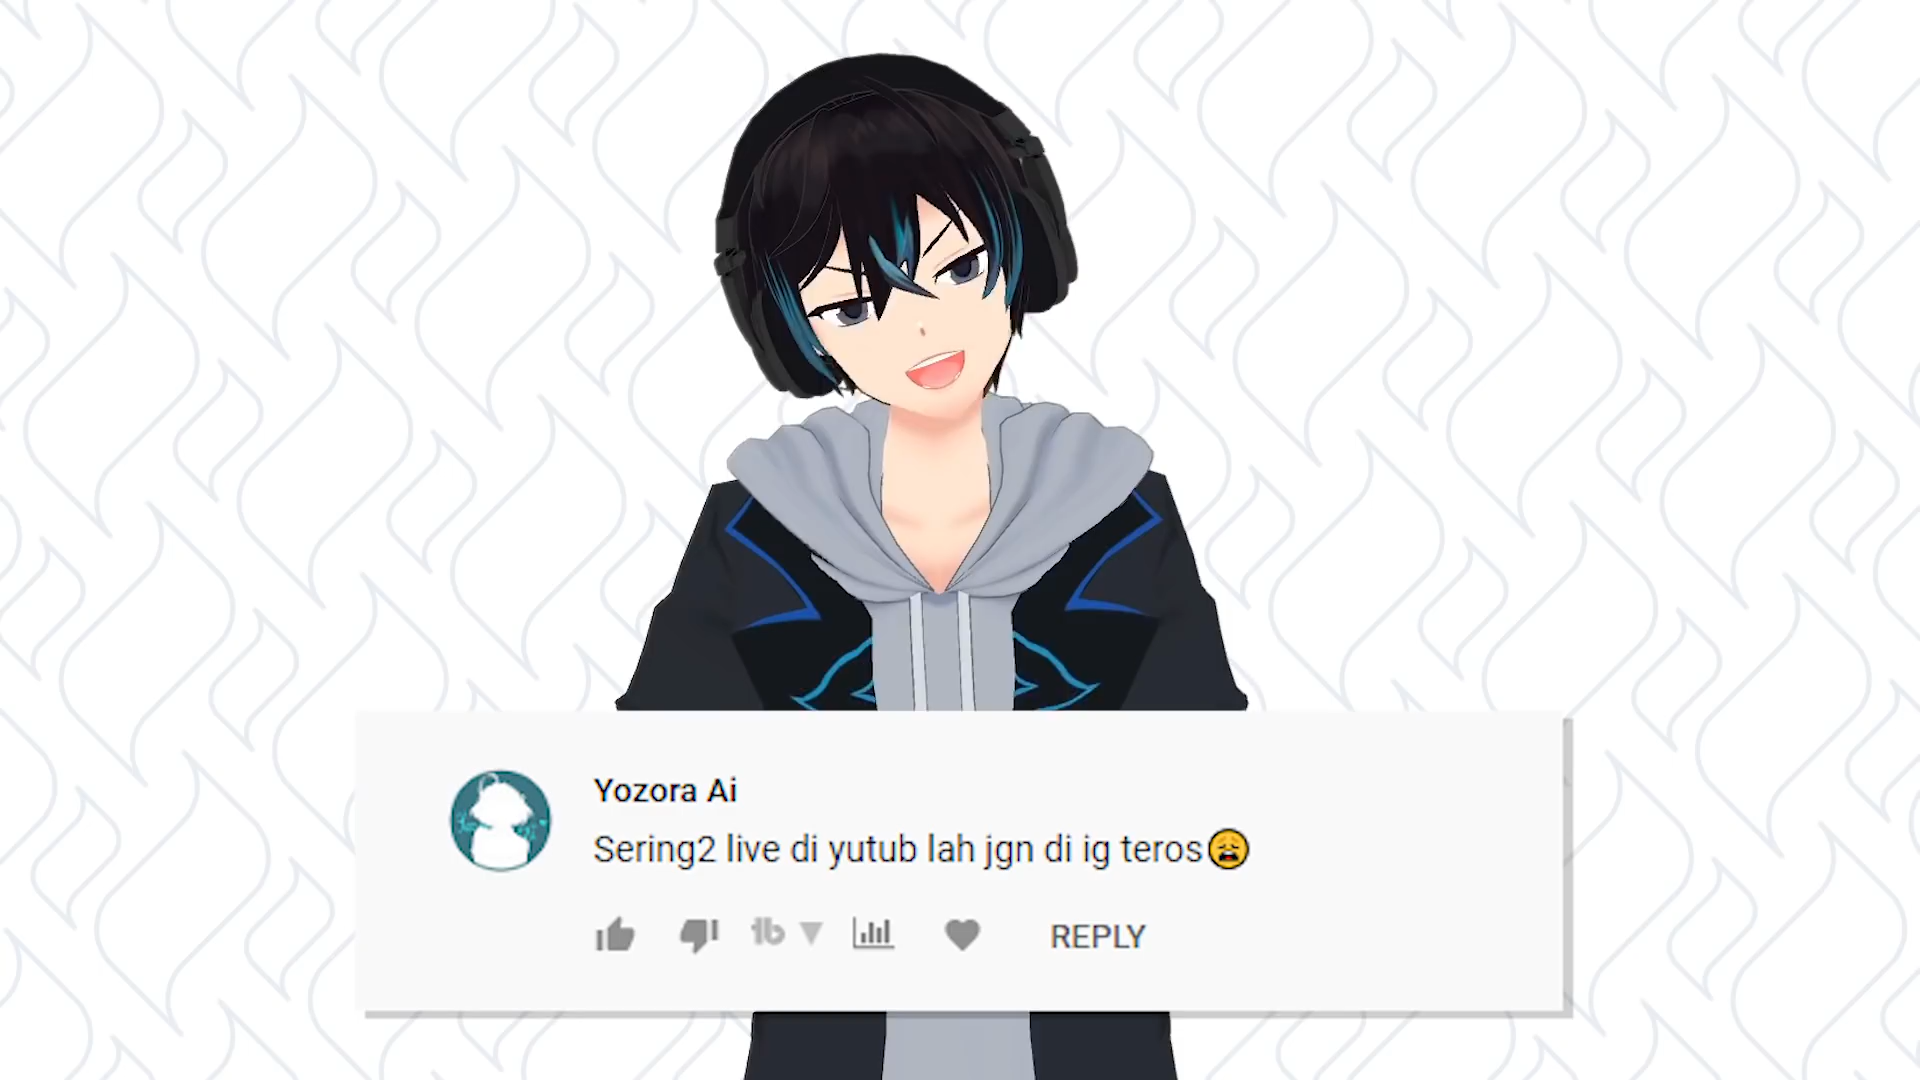 Yozora Ai
Sering2 live di yutub lah jgn di ig teros😩
REPLY